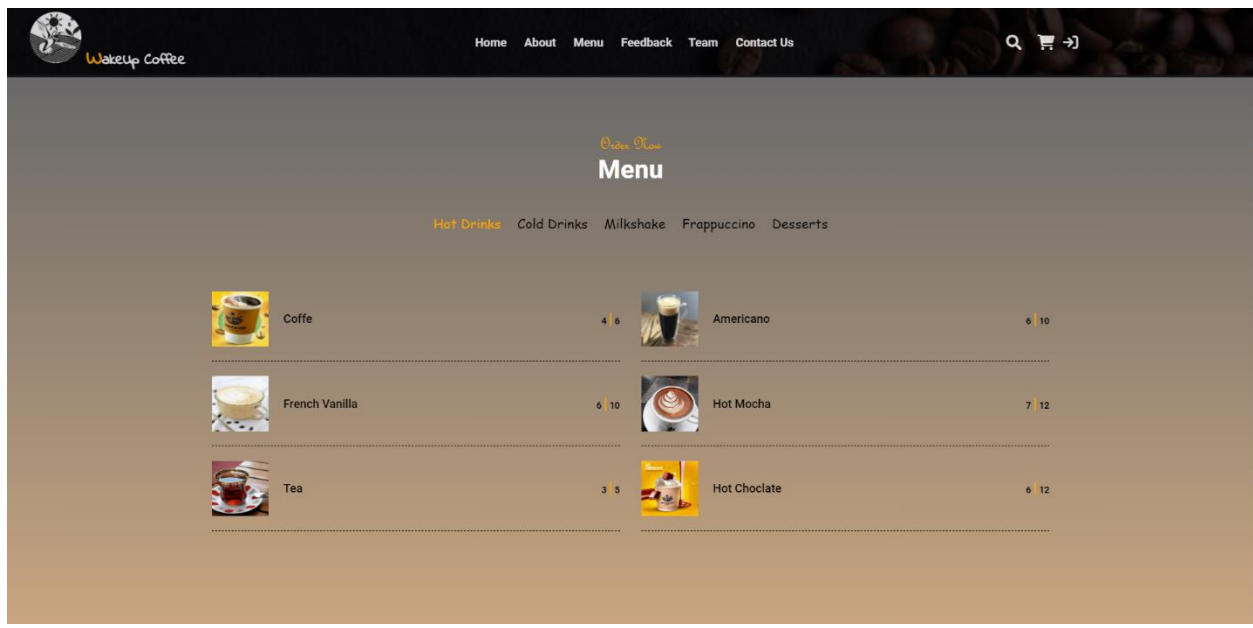 WakeUp Coffee
Home About Menu Feedback Team Contact Us
Order Now
Menu
Hot Drinks Cold Drinks Milkshake Frappuccino Desserts
Coffe 4 | 6
Americano 6 | 10
French Vanilla 6 | 10
Hot Mocha 7 | 12
Tea 3 | 5
Hot Choclate 6 | 12